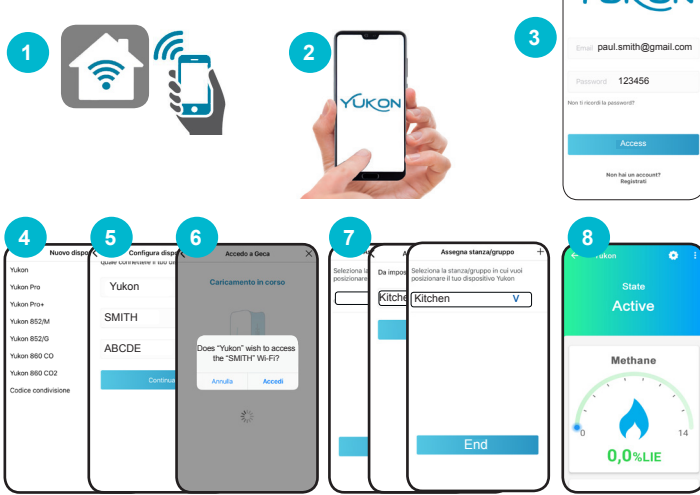 1
2
YUKON
3
YUKON
Email paul.smith@gmail.com
Password 123456
Non ti ricordi la password?
Access
Non hai un account?
Registrati
4
Nuovo dispo
Yukon
Yukon Pro
Yukon Pro+
Yukon 852/M
Yukon 852/G
Yukon 860 CO
Yukon 860 CO2
Codice condivisione
5
Configura dispo
Yukon
SMITH
ABCDE
Continua
6
Accedo a Geca
Caricamento in corso
Does “Yukon” wish to access
the “SMITH” Wi-Fi?
Annulla
Accedi
7
Seleziona la
posizionare
Da impos
Kitche
Assegna stanza/gruppo
Seleziona la stanza/gruppo in cui vuoi
posizionare il tuo dispositivo Yukon
Kitchen V
End
8
Yukon
State
Active
Methane
0
14
0,0%LIE